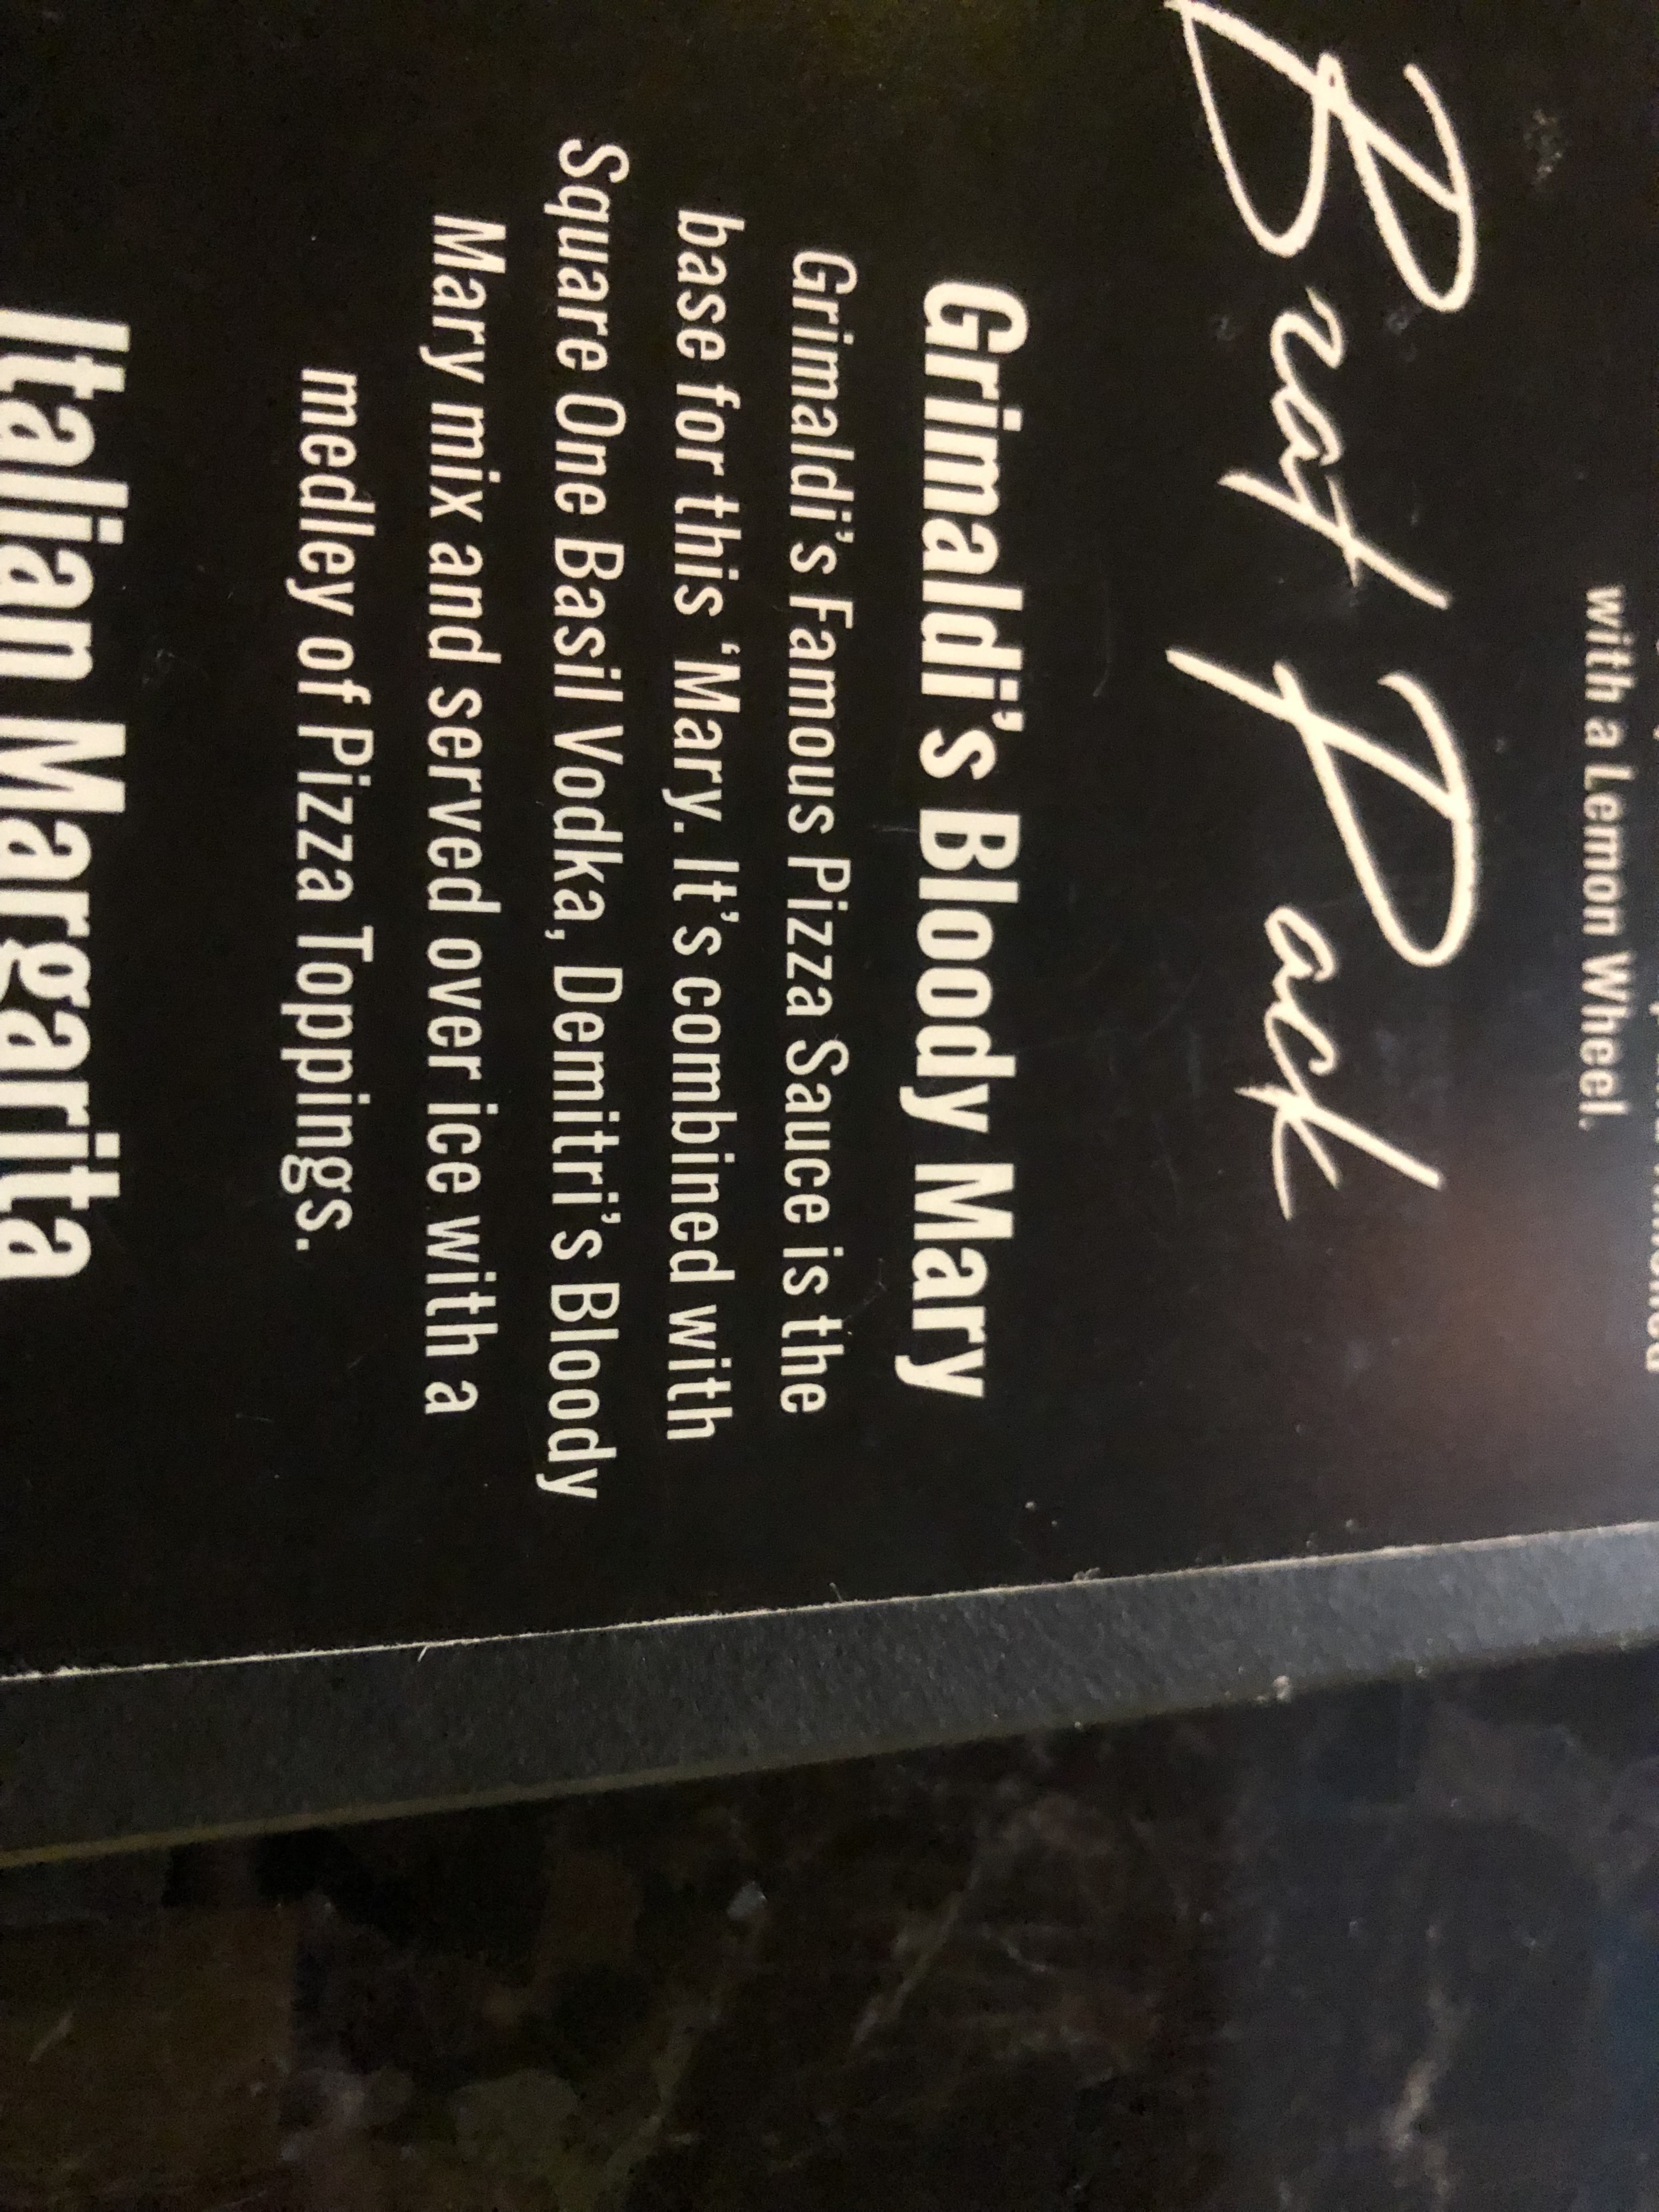 with a Lemon Wheel.
Brat Pack
Grimaldi's Bloody Mary
Grimaldi's Famous Pizza Sauce is the
base for this ‘Mary. It's combined with
Square One Basil Vodka, Demitri's Bloody
Mary mix and served over ice with a
medley of Pizza Toppings.
Italian Margarita